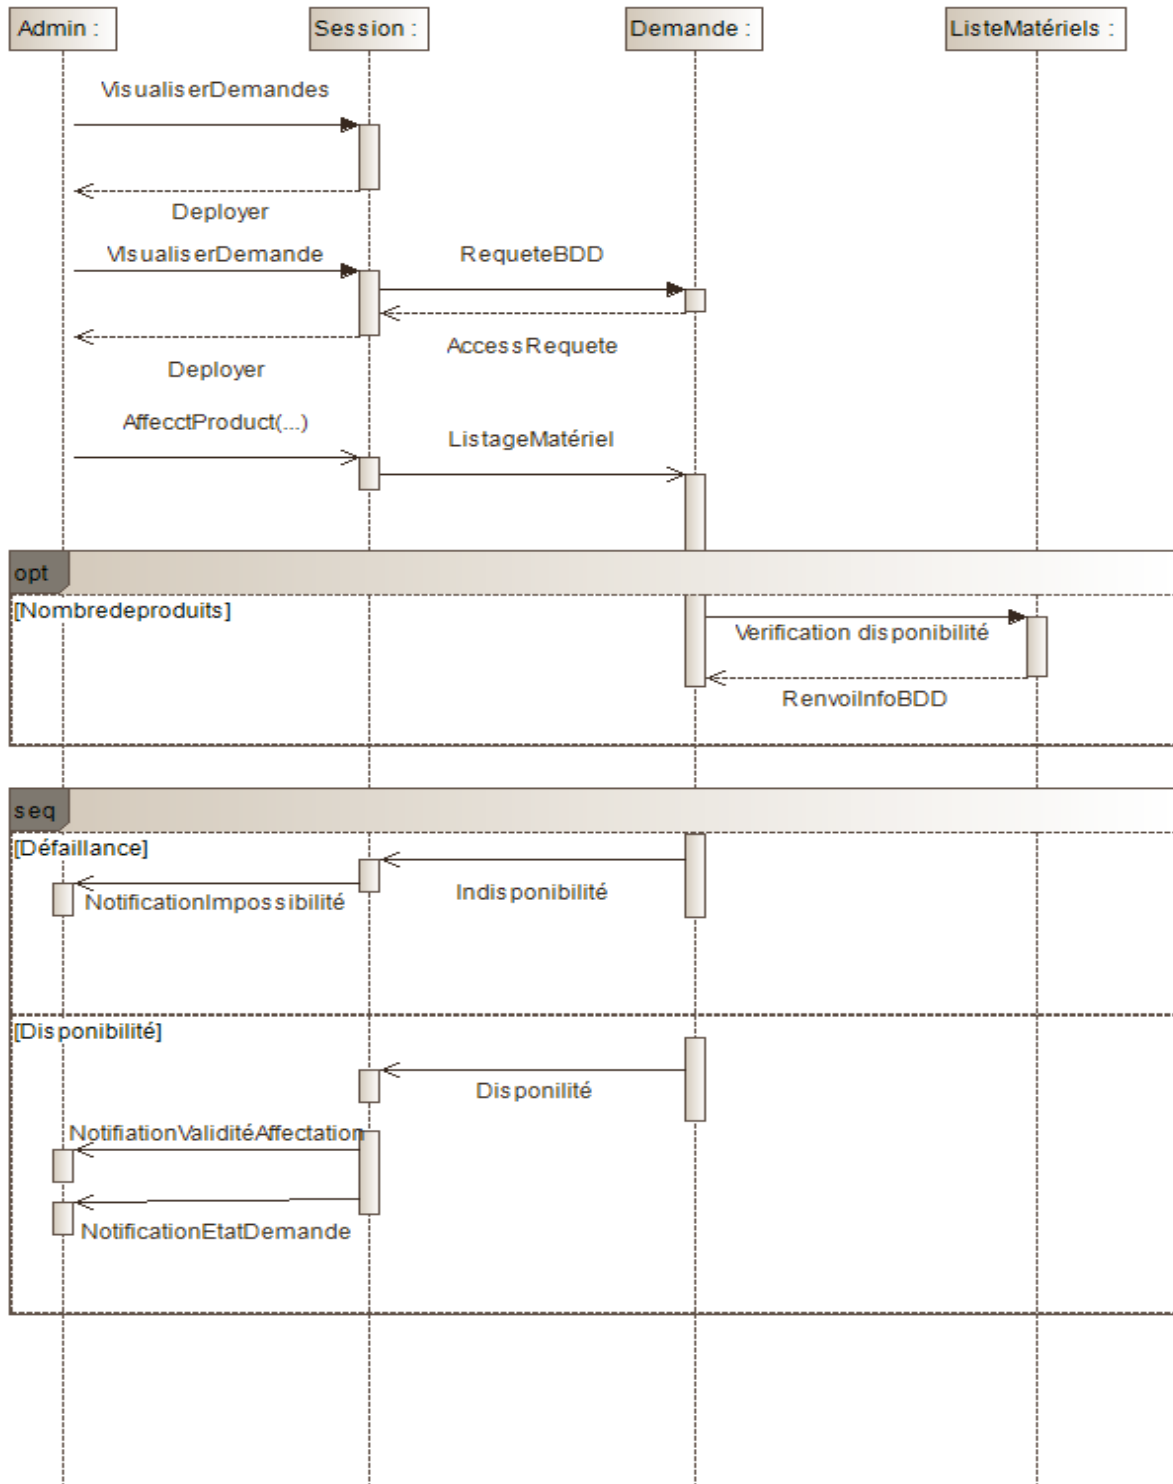 Admin :
Session :
Demande :
ListeMatériels :
VisualiserDemandes
Deployer
VisualiserDemande
RequeteBDD
AccessRequete
Deployer
AffecctProduct(...)
ListageMatériel
opt
[Nombredeproduits]
Verification disponibilité
RenvoiInfoBDD
seq
[Défaillance]
Indisponibilité
NotificationImpossibilité
[Disponibilité]
Disponilité
NotifiationValiditéAffectation
NotificationEtatDemande